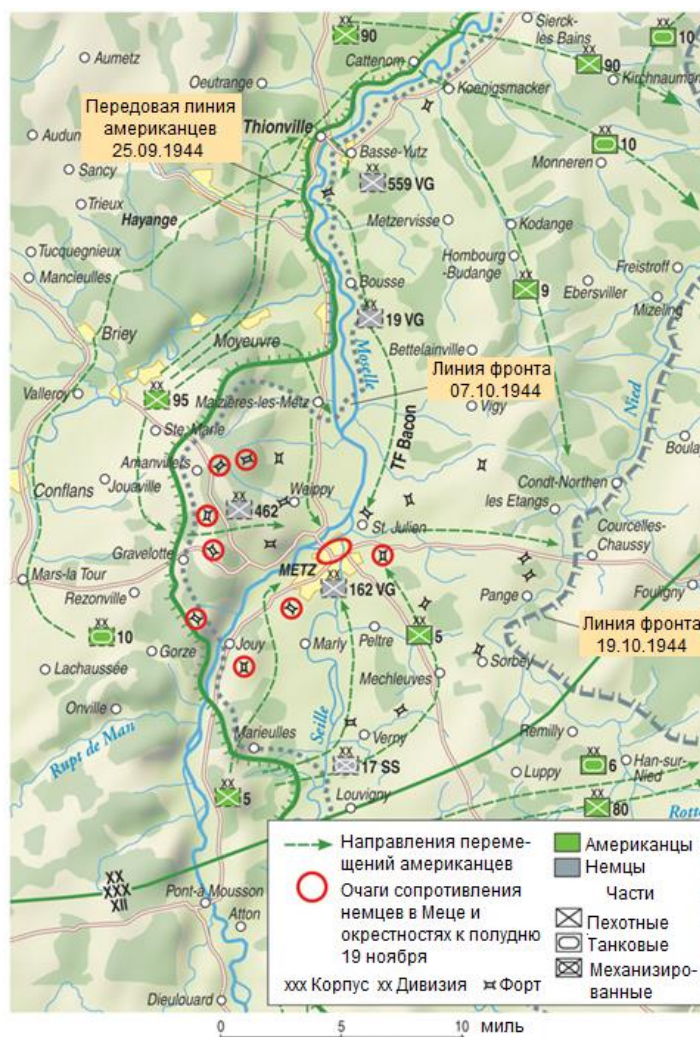 XX
90
Sierck-
les Bains
XX
10
Aumetz
Cattenom
XX
90
Kirchnaumen
Oeutrange
Koenigsmacker
Передовая линия
американцев
25.09.1944
Thionville
XX
10
Monneren
Audun
Basse-Yutz
XX
559 VG
Sancy
Trieux
Hayange
Metzervisse
Kodange
Tucquegnieux
Mancieulles
Hombourg
-Budange
Freistroff
Bousse
XX
9
Ebersviller
Mizeling
Briey
XX
19 VG
Moyeuvre
Moselle
Bettelainville
Линия фронта
07.10.1944
Nied
Valleroy
XX
95
Maizières-les-Metz
Vigy
Ste. Marie
TF Bacon
Boula
Amanvillers
Jouaville
Conflans
XX
462
Woippy
Condt-Northen
les Etangs
St. Julien
Courcelles-
Chaussy
Gravelotte
METZ
Mars-la Tour
Rezonville
XX
162 VG
Pange
Fouligny
XX
10
Линия фронта
19.10.1944
Gorze
Jouy
Marly
Peltre
XX
5
Lachaussée
Mechleuves
Sorbey
Onville
Rupt de Man
Marieulles
Seille
Verny
Remilly
XX
17 SS
Luppy
XX
6
Han-sur-
Nied
XX
5
Louvigny
XX
80
Rotte
XX
XXX
XII
Pont-à Mousson
Atton
Dieulouard
Направления переме-
щений американцев
Очаги сопротивления
немцев в Меце и
окрестностях к полудню
19 ноября
xxx Корпус xx Дивизия Форт
Американцы
Немцы
Части
Пехотные
Танковые
Механизиро-
ванные
0 5 10 миль